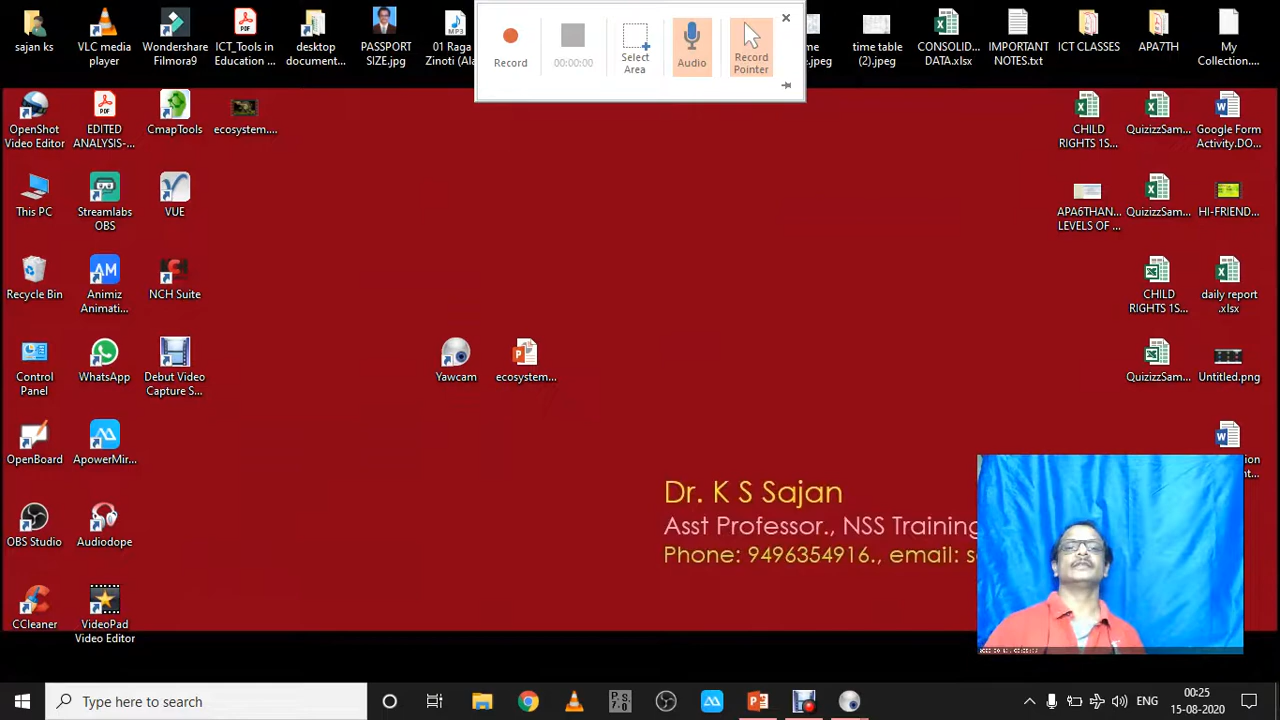 sajan ks
VLC media
player
Wondershare
Filmora9
ICT_Tools in
Education ...
desktop
document...
PASSPORT
SIZE.jpg
MP3
01 Raga
Zinoti (An...
Record
00:00:00
Select
Area
Audio
Record
Pointer
time table
(2).jpeg
CONSOLID...
DATA.xlsx
IMPORTANT
NOTES.txt
ICT CLASSES
APA7TH
My
Collection....
OpenShot
Video Editor
EDITED
ANALYSIS-...
CmapTools
ecosystem....
CHILD
RIGHTS 1S...
QuizizzSam...
Google Form
Activity.DO...
This PC
Streamlabs
OBS
VUE
APA6THAN...
LEVELS OF ...
QuizizzSam...
HI-FRIEND...
Recycle Bin
AM
Animiz
Animati...
NCH Suite
CHILD
RIGHTS 1S...
daily report
.xlsx
Control
Panel
WhatsApp
Debut Video
Capture S...
Yawcam
ecosystem...
QuizizzSam...
Untitled.png
OpenBoard
ApowerMir...
OBS Studio
Audiodope
Dr. K S Sajan
Asst Professor., NSS Training
Phone: 9496354916., email: s
CCleaner
VideoPad
Video Editor
Type here to search
ENG
00:25
15-08-2020